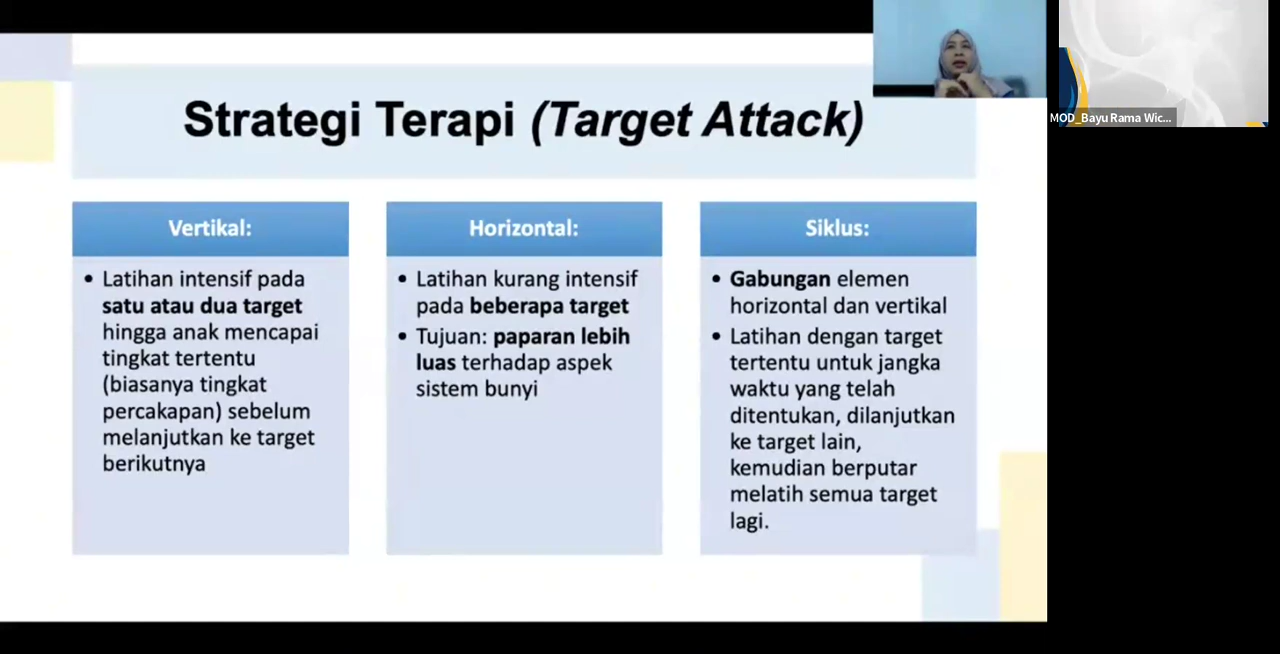 Strategi Terapi (Target Attack)
Vertikal:
• Latihan intensif pada
satu atau dua target
hingga anak mencapai
tingkat tertentu
(biasanya tingkat
percakapan) sebelum
melanjutkan ke target
berikutnya
Horizontal:
• Latihan kurang intensif
pada beberapa target
• Tujuan: paparan lebih
luas terhadap aspek
sistem bunyi
Siklus:
• Gabungan elemen
horizontal dan vertikal
• Latihan dengan target
tertentu untuk jangka
waktu yang telah
ditentukan, dilanjutkan
ke target lain,
kemudian berputar
melatih semua target
lagi.
MOD_Bayu Rama Wic...